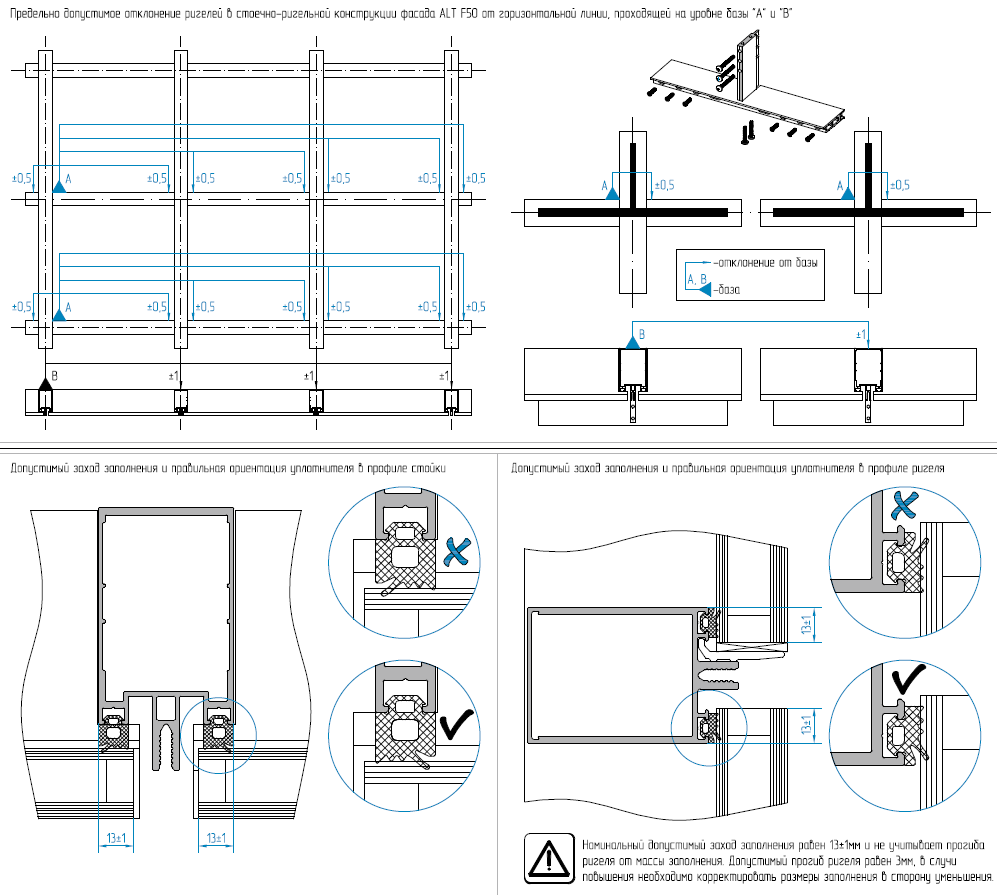 Предельно допустимое отклонение ригелей в стоечно-ригельной конструкции фасада ALT F50 от горизонтальной линии, проходящей на уровне базы "А" и "В"
±0,5 А ±0,5 ±0,5 ±0,5 ±0,5 ±0,5 ±0,5
±0,5 А ±0,5 ±0,5 ±0,5 ±0,5 ±0,5 ±0,5
В ±1 ±1 ±1
А ±0,5 А ±0,5
-отклонение от базы
А, В
-база
В ±1
Допустимый заход заполнения и правильная ориентация уплотнителя в профиле стойки
13±1 13±1
Допустимый заход заполнения и правильная ориентация уплотнителя в профиле ригеля
13±1
13±1
Номинальный допустимый заход заполнения равен 13±1мм и не учитывает прогиба
ригеля от массы заполнения. Допустимый прогиб ригеля равен 3мм, в случи
повышения необходимо корректировать размеры заполнения в сторону уменьшения.